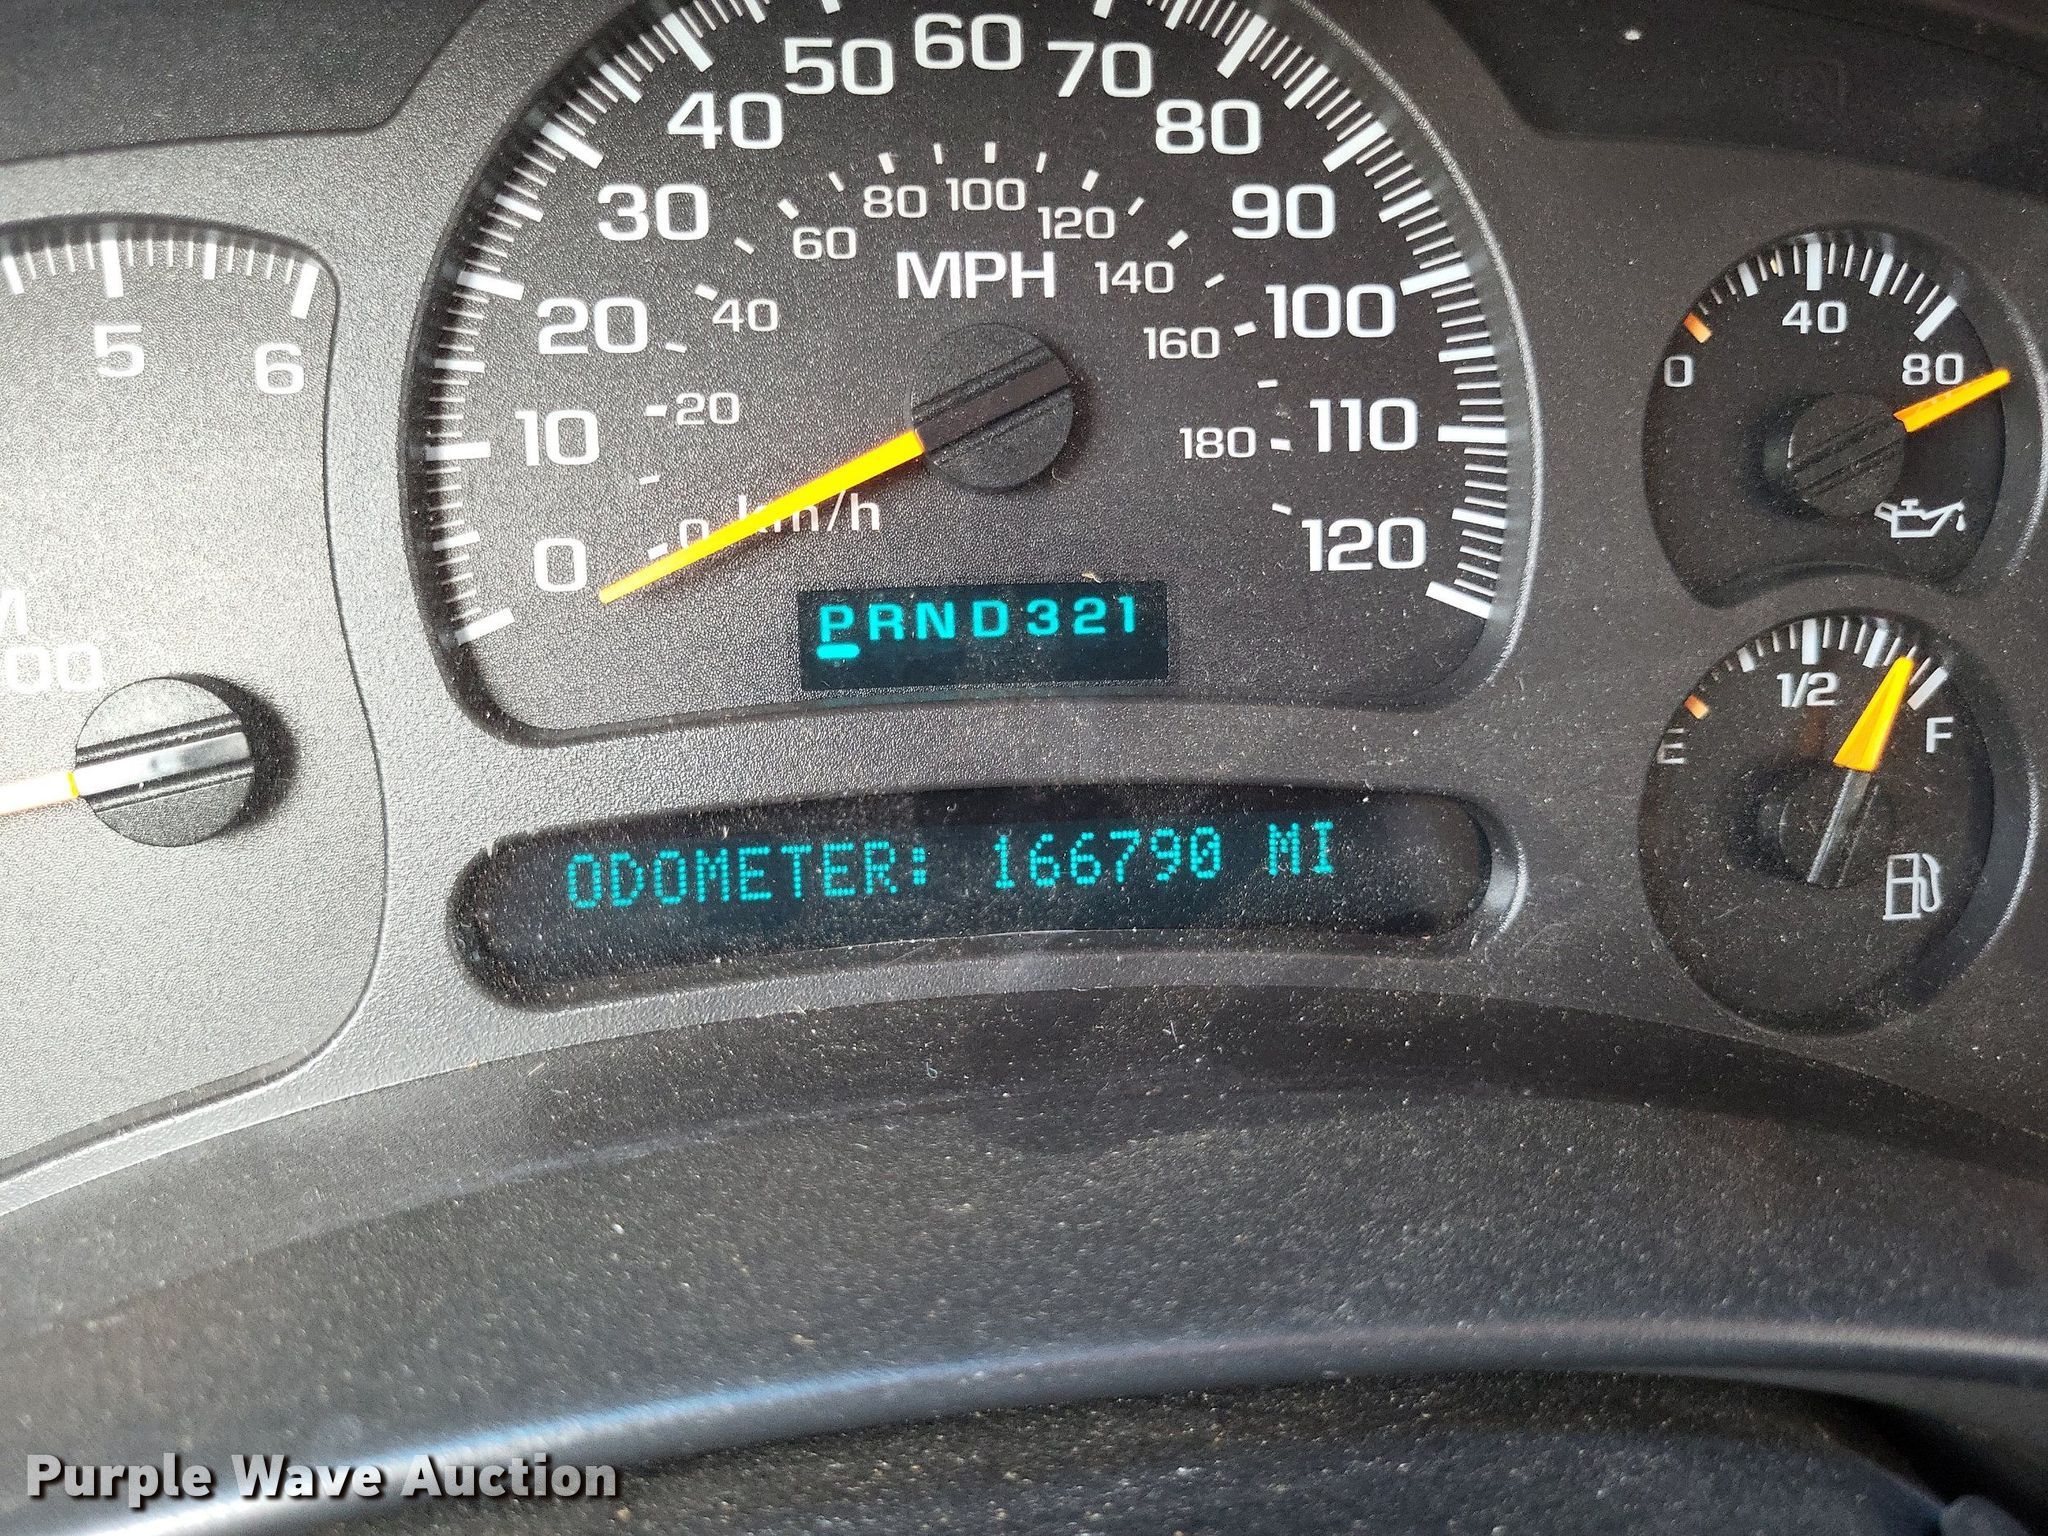 50 60 70
40 80
30 90
20 100
10 110
0 120
80 100 120
60 140
40 160
20 180
0 km/h
MPH
PRND321
5 6
00
0 40 80
E 1/2 F
ODOMETER: 166790 MI
Purple Wave Auction